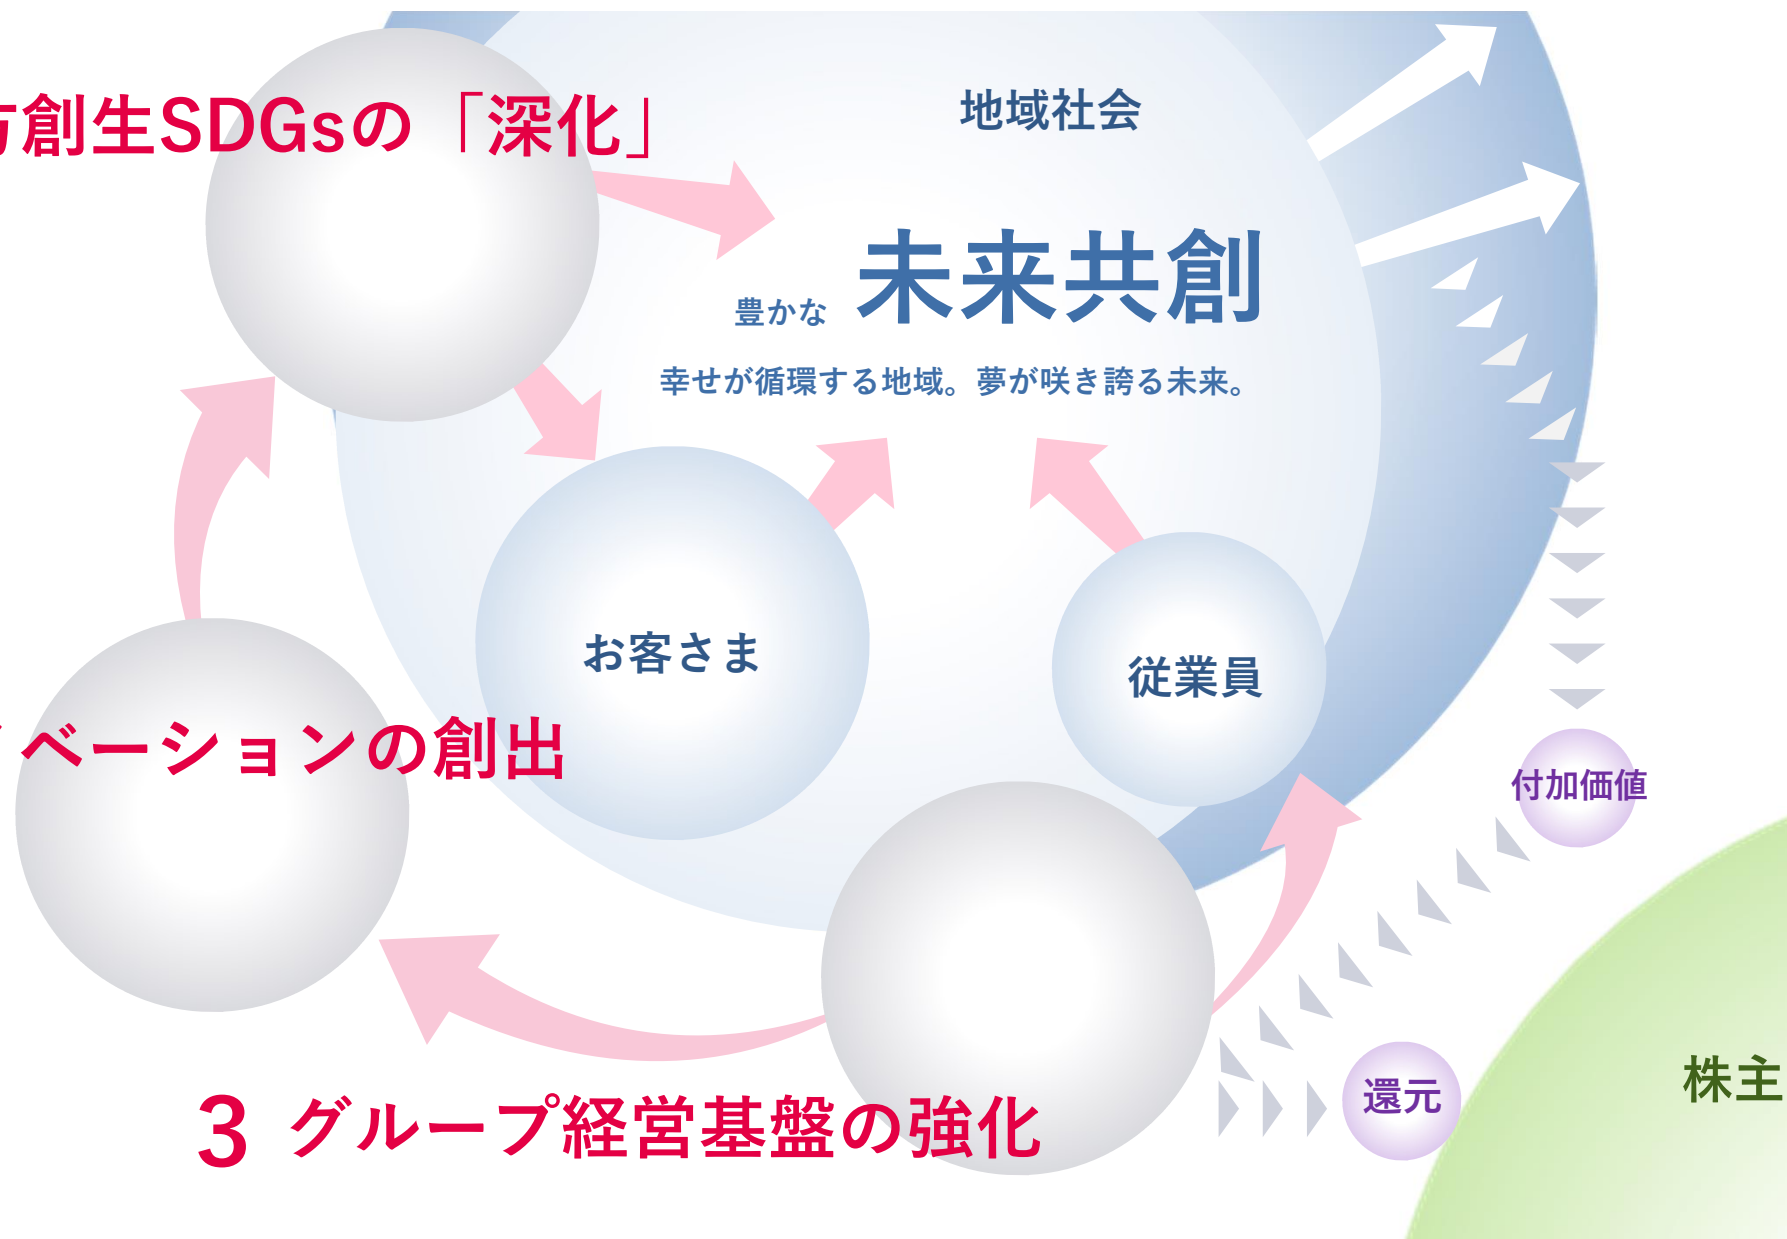 方創生SDGsの「深化」
地域社会
豊かな 未来共創
幸せが循環する地域。夢が咲き誇る未来。
お客さま
従業員
ベーションの創出
付加価値
3 グループ経営基盤の強化
還元
株主